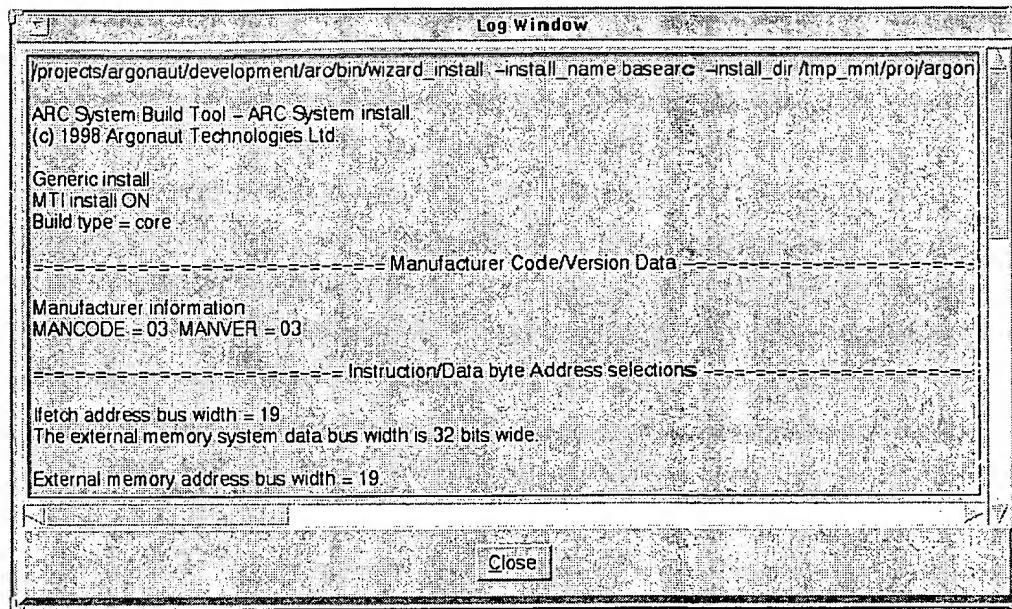 Log Window
/projects/argonaut/development/arc/bin/wizard_install -install_name basearc -install_dir /tmp_mnt/proj/argon
ARC System Build Tool - ARC System install.
(c) 1998 Argonaut Technologies Ltd.
Generic install
MTI install ON
Build type = core
=-=-=-=-=-=-=-=-=-=-=-=-=-=-= Manufacturer Code/Version Data =-=-=-=-=-=-=-=-=-=-=-=-=
Manufacturer information
MANCODE = 03, MANVER = 03
=-=-=-=-=-=-=-=-=-=-=-=-= Instruction/Data byte Address selections =-=-=-=-=-=-=-=-=-=-=-=
Ifetch address bus width = 19
The external memory system data bus width is 32 bits wide.
External memory address bus width = 19.
Close